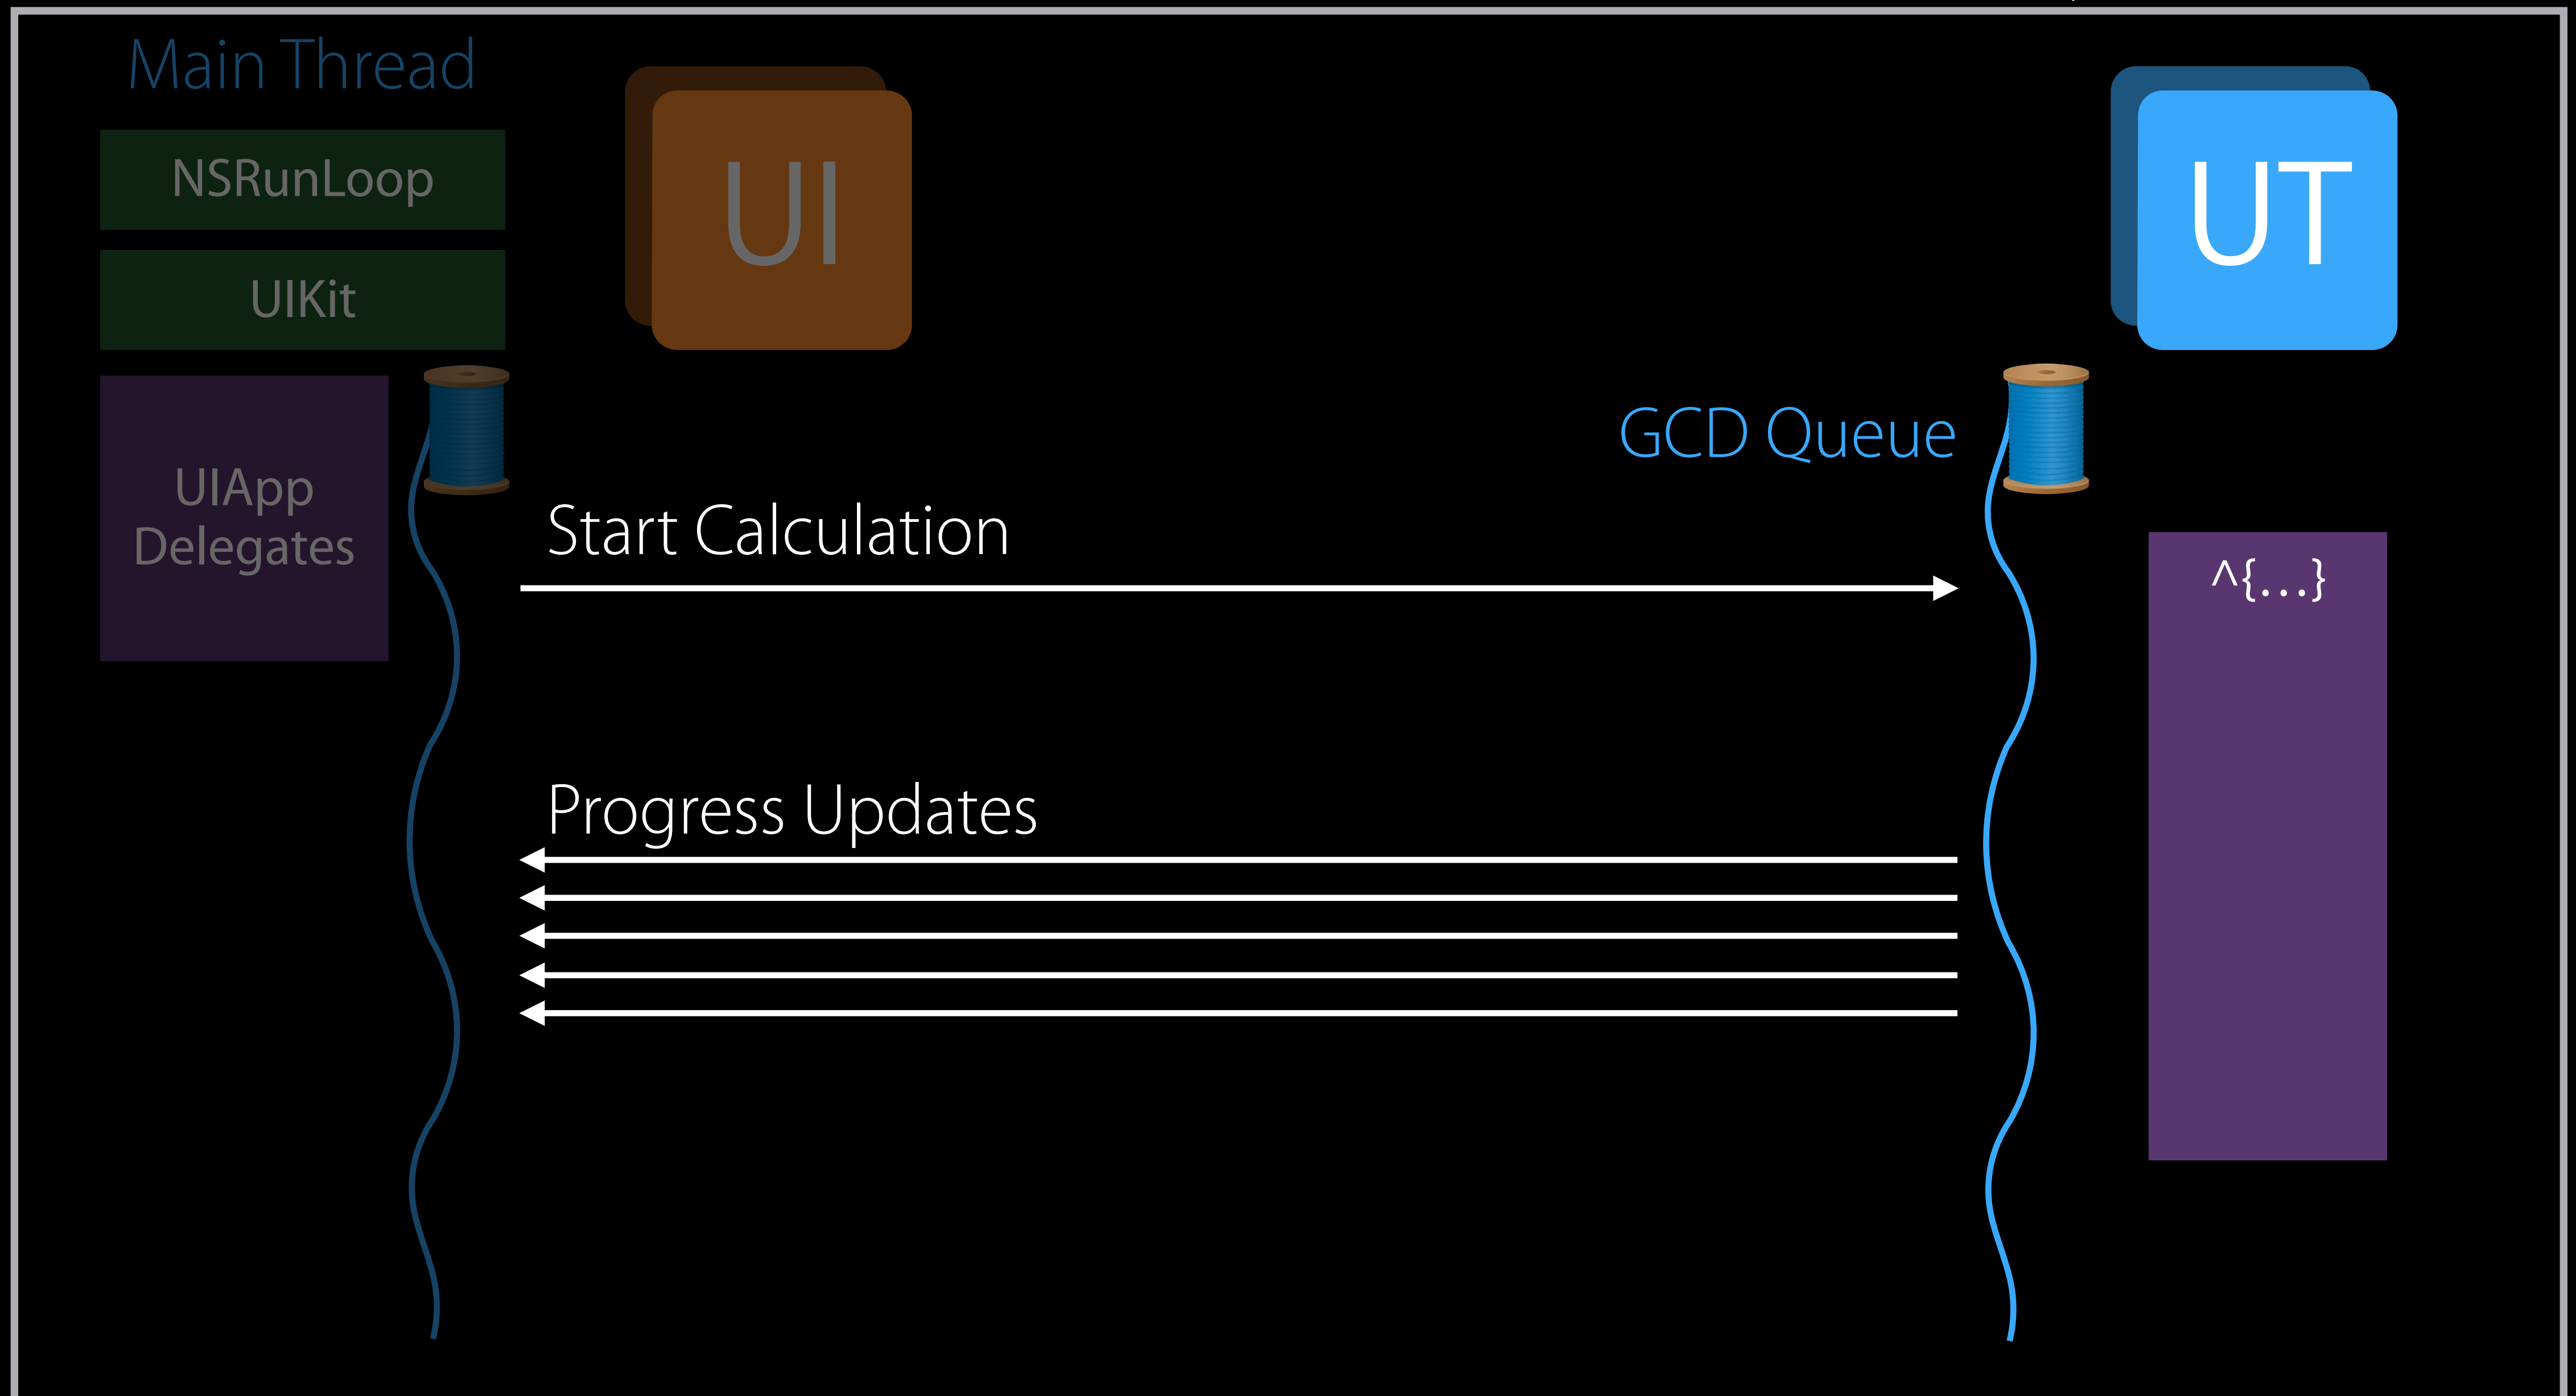 Main Thread
NSRunLoop
UIKit
UIApp
Delegates
UI
UT
GCD Queue
Start Calculation
^{...}
Progress Updates